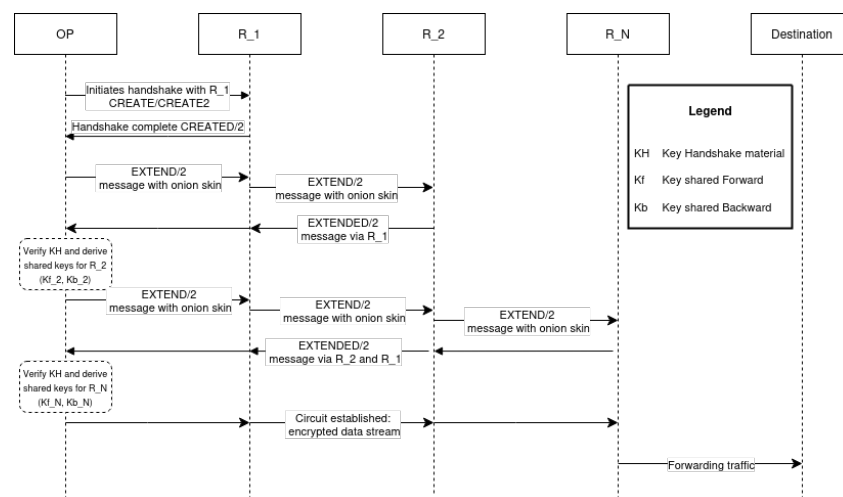 OP
R_1
R_2
R_N
Destination
Initiates handshake with R_1
CREATE/CREATE2
Handshake complete CREATED/2
EXTEND/2
message with onion skin
EXTEND/2
message with onion skin
EXTENDED/2
message via R_1
Verify KH and derive
shared keys for R_2
(Kf_2, Kb_2)
EXTEND/2
message with onion skin
EXTEND/2
message with onion skin
EXTEND/2
message with onion skin
EXTENDED/2
message via R_2 and R_1
Verify KH and derive
shared keys for R_N
(Kf_N, Kb_N)
Circuit established:
encrypted data stream
Forwarding traffic
Legend
KH Key Handshake material
Kf Key shared Forward
Kb Key shared Backward